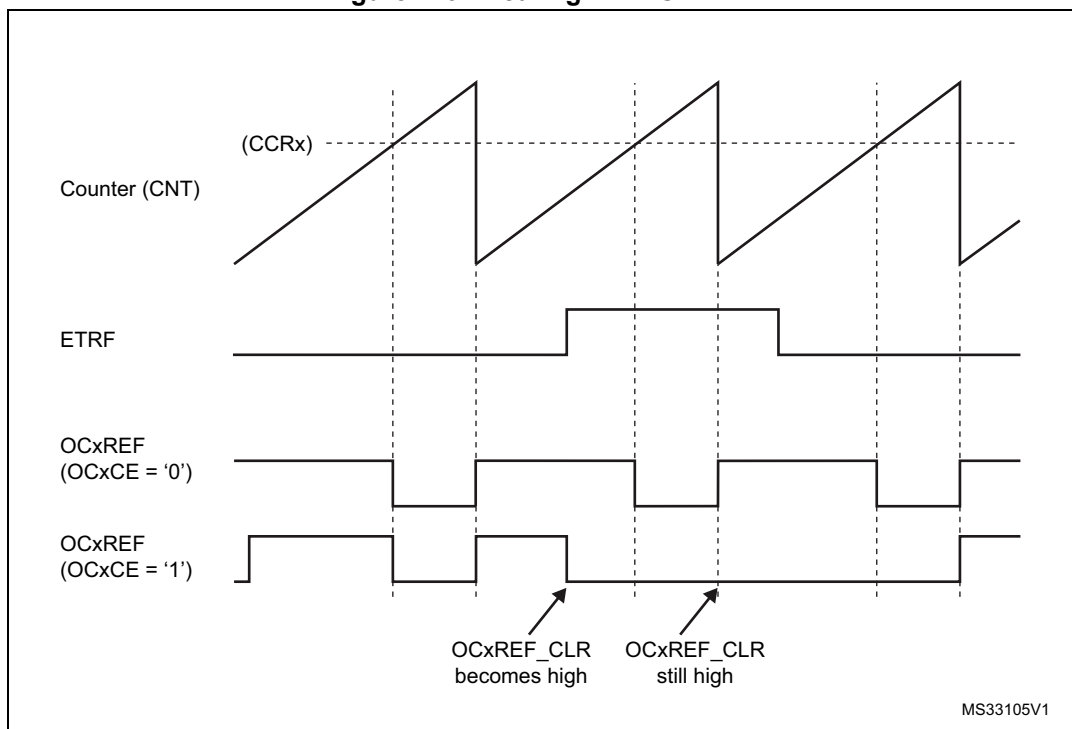 (CCRx)
Counter (CNT)
ETRF
OCxREF
(OCxCE = ‘0’)
OCxREF
(OCxCE = ‘1’)
OCxREF_CLR
becomes high
OCxREF_CLR
still high
MS33105V1